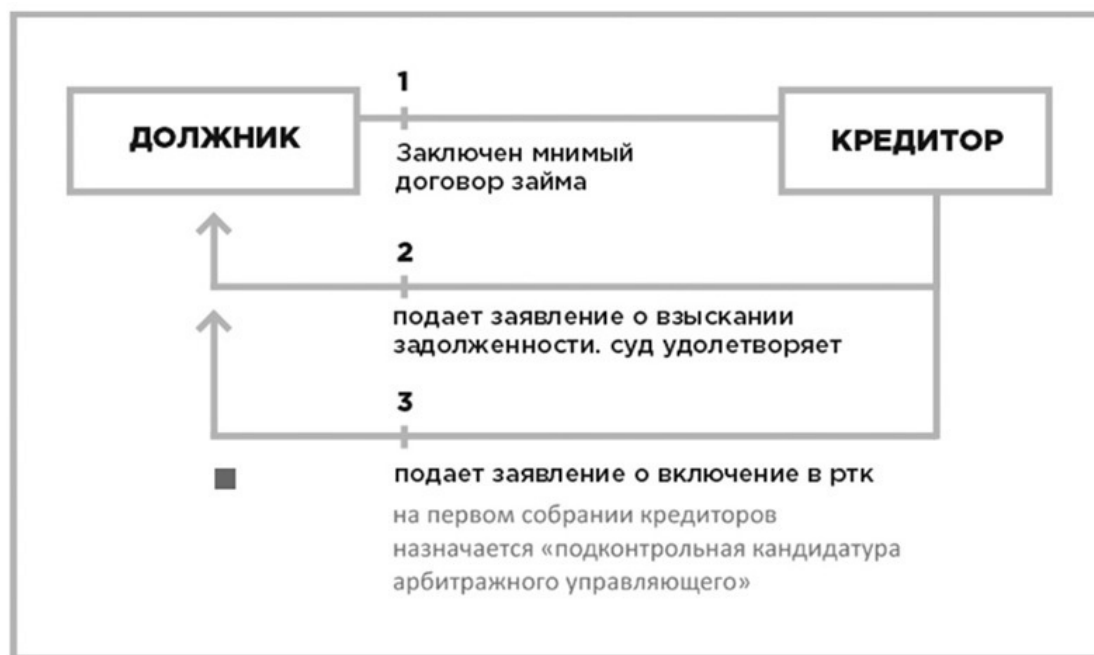 ДОЛЖНИК
1
КРЕДИТОР
Заключен мнимый
договор займа
2
подает заявление о взыскании
задолженности. суд удолетворяет
3
подает заявление о включение в ртк
на первом собрании кредиторов
назначается «подконтрольная кандидатура
арбитражного управляющего»